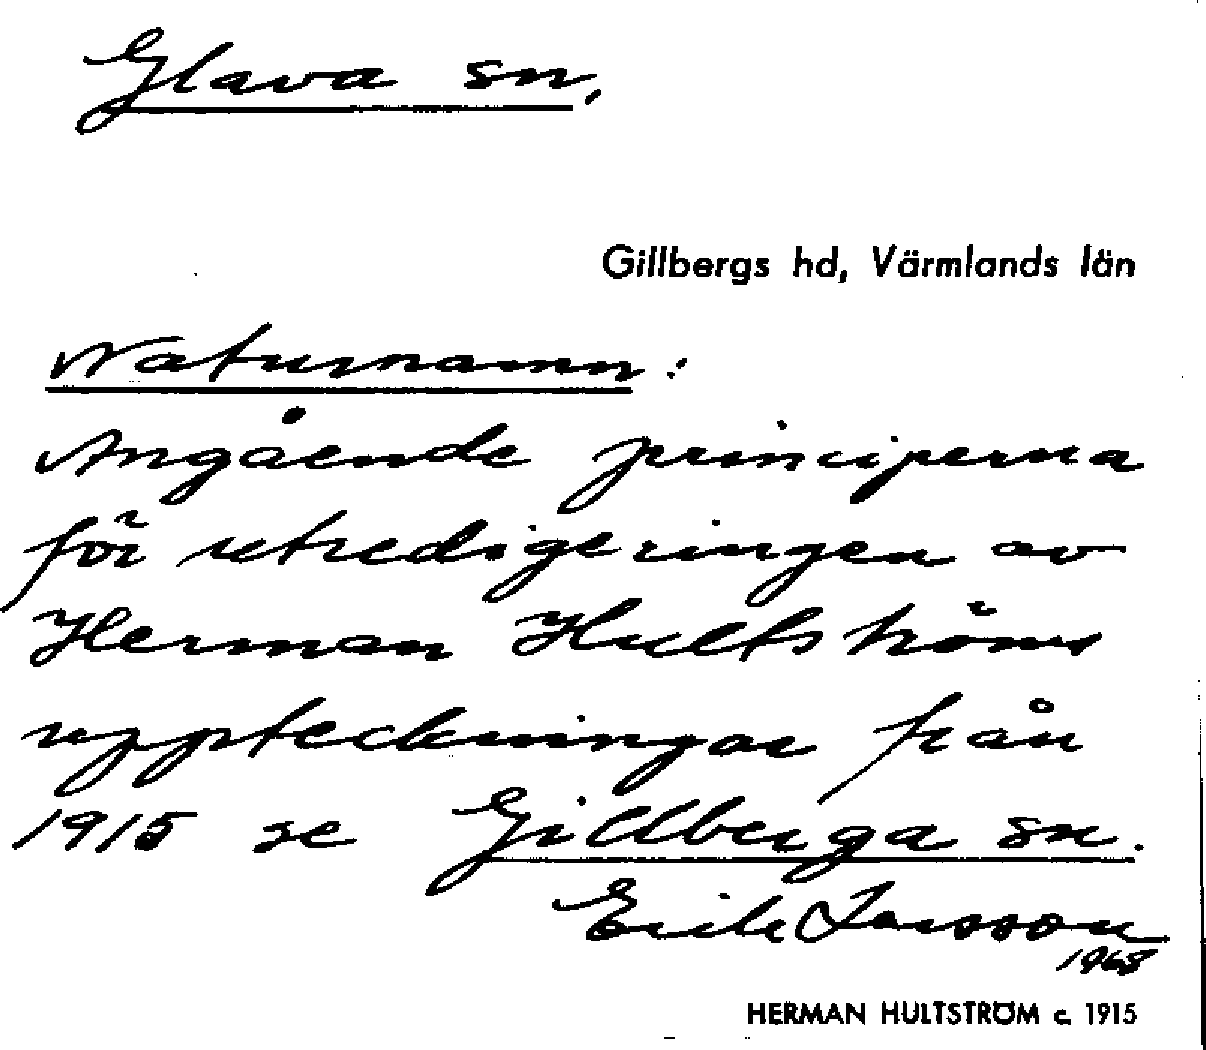 Glava sn.
Gillbergs hd, Värmlands län
Naturnamn:
Angående principerna
för utredigeringen av
Herman Hultströms
uppteckningar från
1915 se Gillberga sn.
Erik Larsson
1968
HERMAN HULTSTRÖM c. 1915